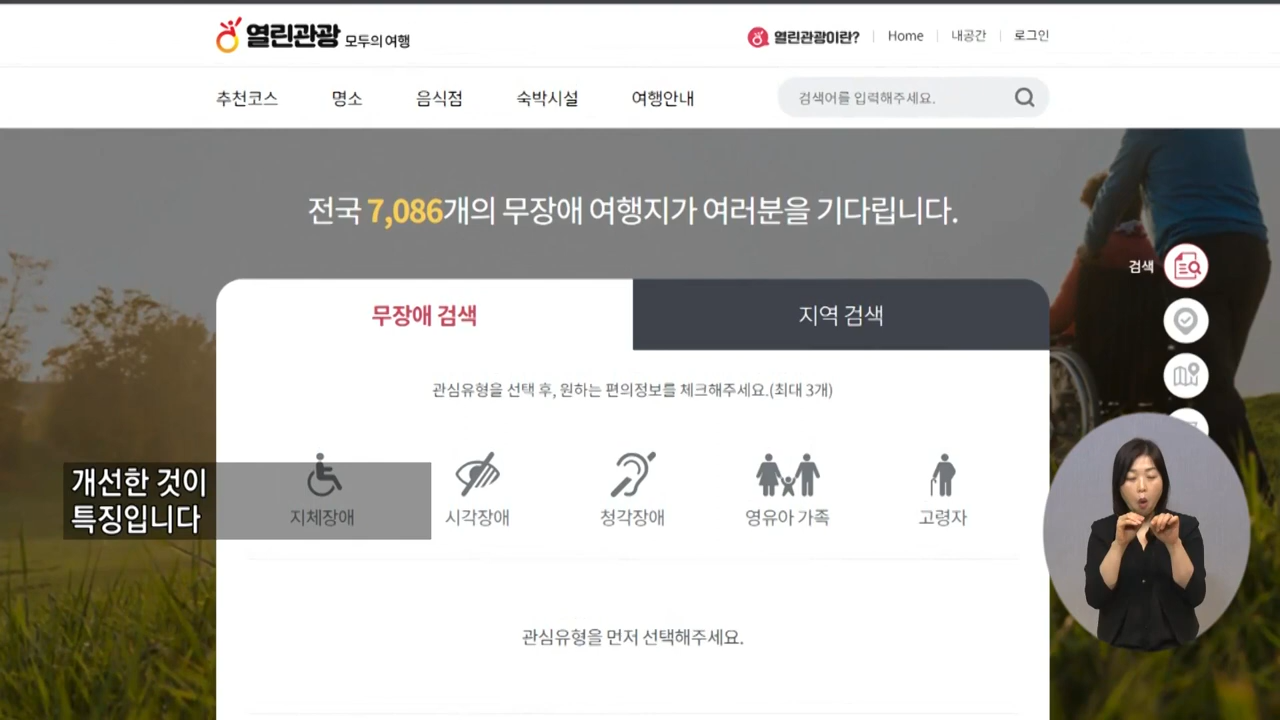 열린관광 모두의 여행
열린관광이란? Home 내공간 로그인
추천코스 명소 음식점 숙박시설 여행안내 검색어를 입력해주세요.
전국 7,086개의 무장애 여행지가 여러분을 기다립니다.
검색
무장애 검색 지역 검색
관심유형을 선택 후, 원하는 편의정보를 체크해주세요.(최대 3개)
개선한 것이
특징입니다
지체장애 시각장애 청각장애 영유아 가족 고령자
관심유형을 먼저 선택해주세요.